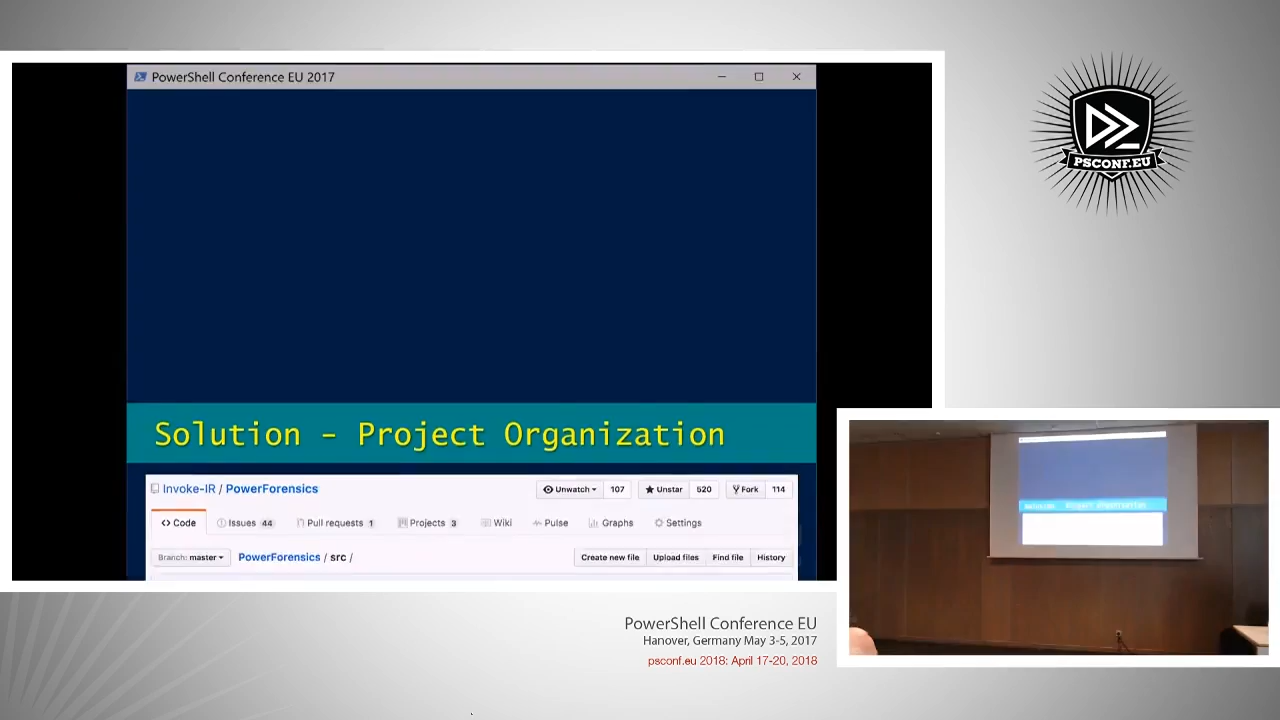 PowerShell Conference EU 2017
Solution - Project Organization
Invoke-IR / PowerForensics
Unwatch 107 Unstar 520 Fork 114
Code Issues 44 Pull requests 1 Projects 3 Wiki Pulse Graphs Settings
Branch: master PowerForensics / src / Create new file Upload files Find file History
PSCONF.EU
Project Organization
PowerShell Conference EU
Hanover, Germany May 3-5, 2017
psconf.eu 2018: April 17-20, 2018